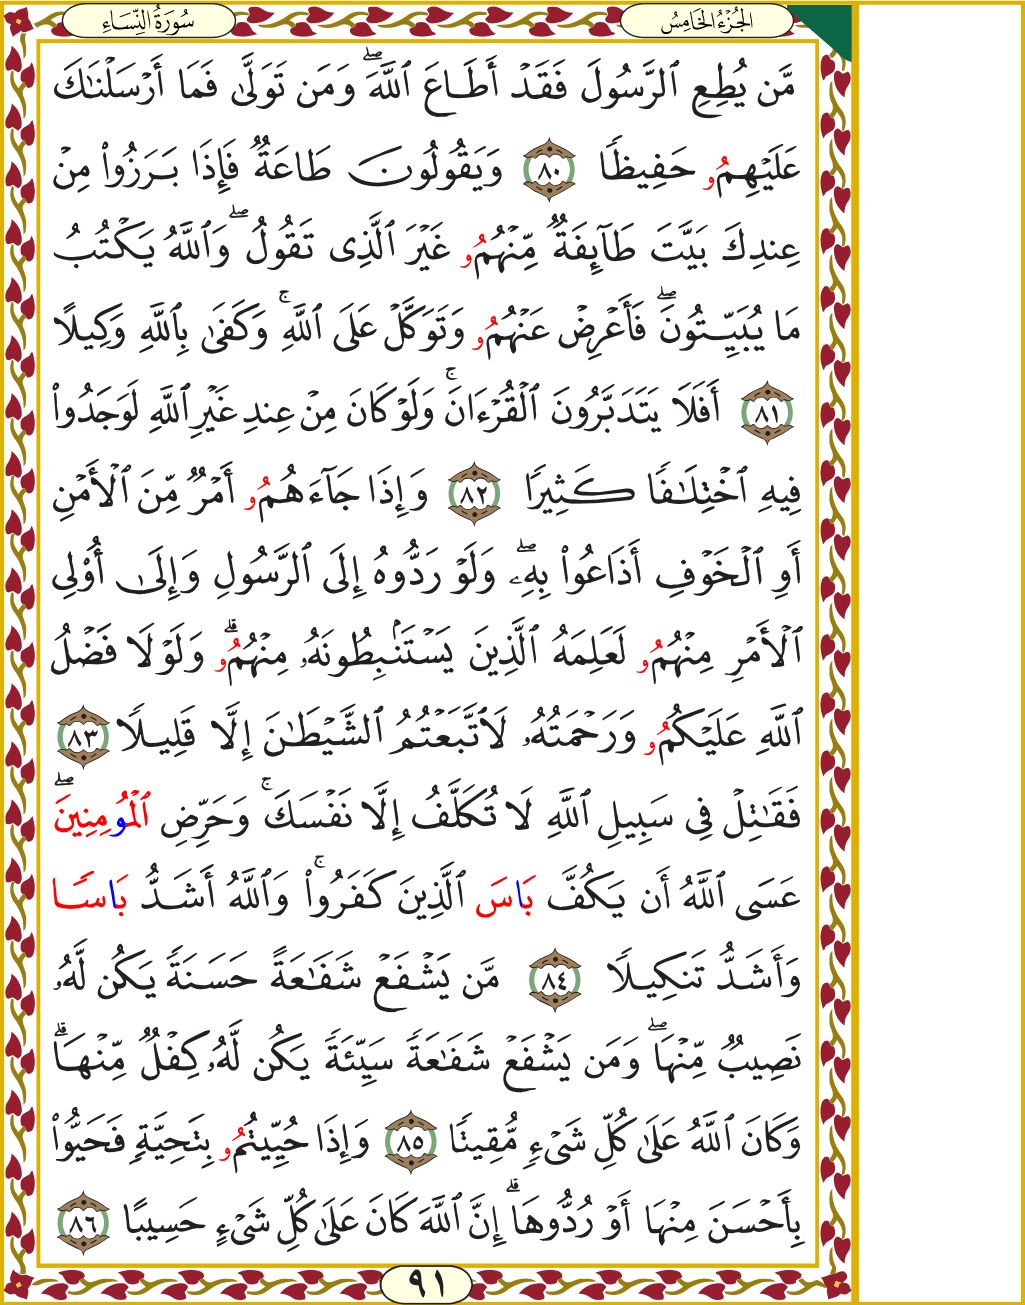 سُورَةُ النِّسَاءِ
الجُزْءُ الخَامِسُ
مَّن يُطِعِ ٱلرَّسُولَ فَقَدْ أَطَاعَ ٱللَّهَۖ وَمَن تَوَلَّىٰ فَمَا أَرْسَلْنَٰكَ
عَلَيْهِمُۥ حَفِيظًا ٨٠ وَيَقُولُونَ طَاعَةٌ فَإِذَا بَرَزُواْ مِنْ
عِندِكَ بَيَّتَ طَآئِفَةٌ مِّنْهُمُۥ غَيْرَ ٱلَّذِى تَقُولُۖ وَٱللَّهُ يَكْتُبُ
مَا يُبَيِّتُونَۖ فَأَعْرِضْ عَنْهُمُۥ وَتَوَكَّلْ عَلَى ٱللَّهِۚ وَكَفَىٰ بِٱللَّهِ وَكِيلًا
٨١ أَفَلَا يَتَدَبَّرُونَ ٱلْقُرْءَانَۚ وَلَوْ كَانَ مِنْ عِندِ غَيْرِ ٱللَّهِ لَوَجَدُواْ
فِيهِ ٱخْتِلَٰفًا كَثِيرًا ٨٢ وَإِذَا جَآءَهُمُۥ أَمْرٌ مِّنَ ٱلْأَمْنِ
أَوِ ٱلْخَوْفِ أَذَاعُواْ بِهِۦۖ وَلَوْ رَدُّوهُ إِلَى ٱلرَّسُولِ وَإِلَىٰ أُوْلِى
ٱلْأَمْرِ مِنْهُمُۥ لَعَلِمَهُ ٱلَّذِينَ يَسْتَنۢبِطُونَهُۥ مِنْهُمُۥۗ وَلَوْلَا فَضْلُ
ٱللَّهِ عَلَيْكُمُۥ وَرَحْمَتُهُۥ لَٱتَّبَعْتُمُ ٱلشَّيْطَٰنَ إِلَّا قَلِيلًا ٨٣
فَقَٰتِلْ فِى سَبِيلِ ٱللَّهِ لَا تُكَلَّفُ إِلَّا نَفْسَكَۚ وَحَرِّضِ ٱلْمُومِنِينَۖ
عَسَى ٱللَّهُ أَن يَكُفَّ بَاسَ ٱلَّذِينَ كَفَرُواْۚ وَٱللَّهُ أَشَدُّ بَاسًا
وَأَشَدُّ تَنكِيلًا ٨٤ مَّن يَشْفَعْ شَفَٰعَةً حَسَنَةً يَكُن لَّهُۥ
نَصِيبٌ مِّنْهَاۖ وَمَن يَشْفَعْ شَفَٰعَةً سَيِّئَةً يَكُن لَّهُۥ كِفْلٌ مِّنْهَاۗ
وَكَانَ ٱللَّهُ عَلَىٰ كُلِّ شَىْءٍ مُّقِيتًا ٨٥ وَإِذَا حُيِّيتُمُۥ بِتَحِيَّةٍ فَحَيُّواْ
بِأَحْسَنَ مِنْهَا أَوْ رُدُّوهَاۗ إِنَّ ٱللَّهَ كَانَ عَلَىٰ كُلِّ شَىْءٍ حَسِيبًا ٨٦
٩١